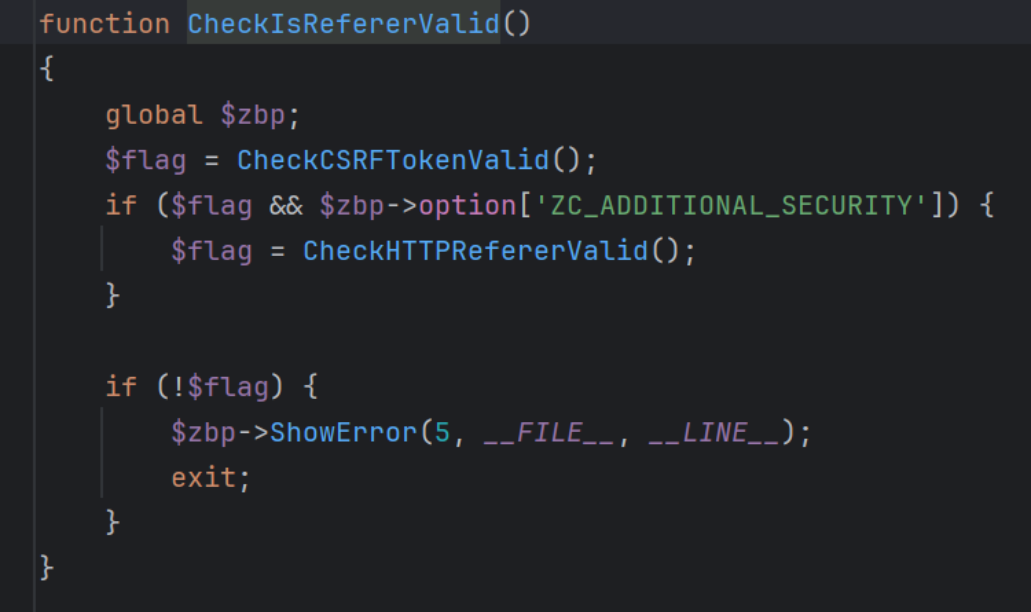 function CheckIsRefererValid()
{
    global $zbp;
    $flag = CheckCSRFTokenValid();
    if ($flag && $zbp->option['ZC_ADDITIONAL_SECURITY']) {
        $flag = CheckHTTPRefererValid();
    }

    if (!$flag) {
        $zbp->ShowError(5, __FILE__, __LINE__);
        exit;
    }
}